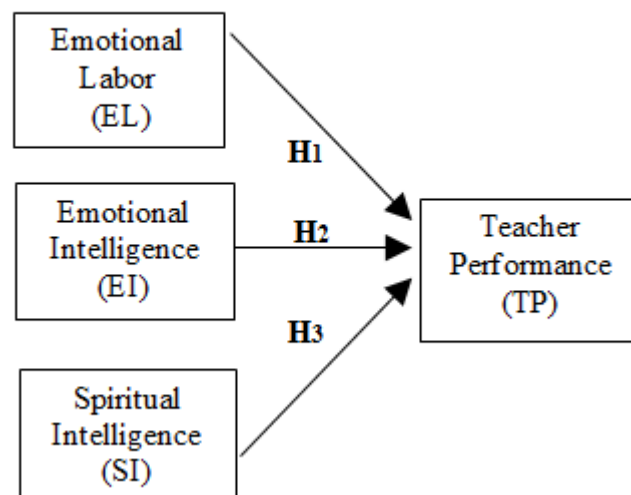 Emotional
Labor
(EL)
H1
Emotional
Intelligence
(EI)
H2
Teacher
Performance
(TP)
H3
Spiritual
Intelligence
(SI)